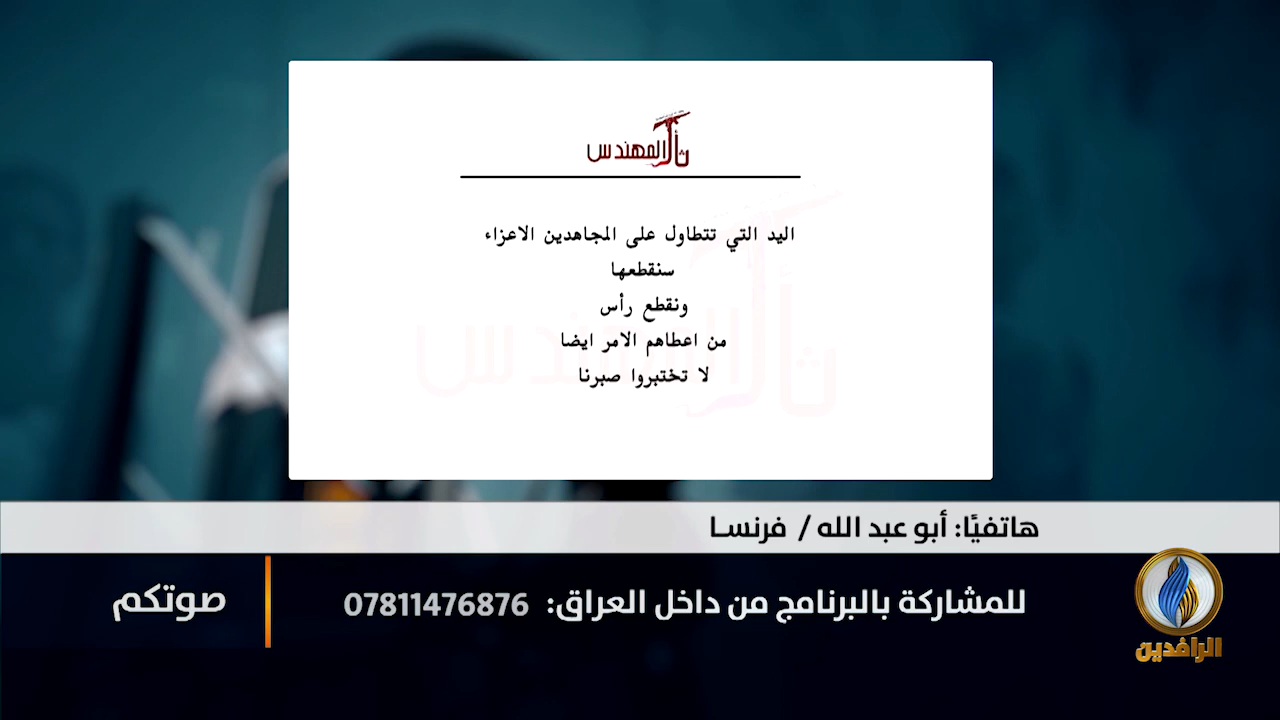 ثأر المهندس
اليد التي تتطاول على المجاهدين الاعزاء
سنقطعها
ونقطع رأس
من اعطاهم الامر ايضا
لا تختبروا صبرنا
هاتفيًا: أبو عبد الله / فرنسا
للمشاركة بالبرنامج من داخل العراق: 07811476876
صوتكم
الرافدين